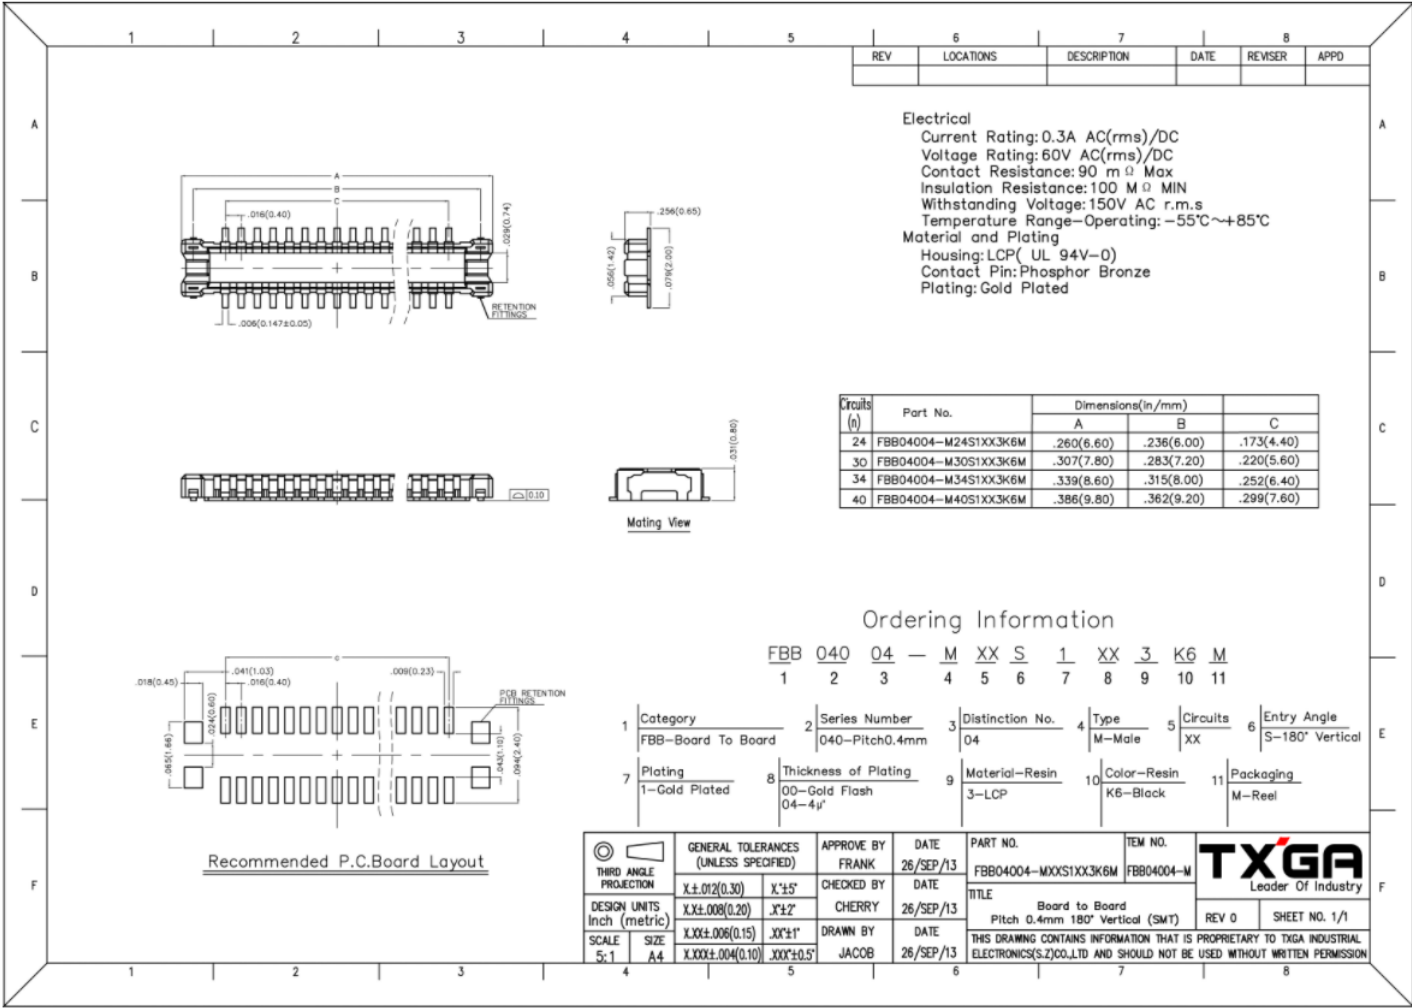 1 2 3 4 5 6 7 8
REV LOCATIONS DESCRIPTION DATE REVISER APPD
A A
B B
C C
D D
E E
F F
Electrical
Current Rating: 0.3A AC(rms)/DC
Voltage Rating: 60V AC(rms)/DC
Contact Resistance: 90 m Ω Max
Insulation Resistance: 100 M Ω MIN
Withstanding Voltage: 150V AC r.m.s
Temperature Range-Operating: -55℃~+85℃
Material and Plating
Housing: LCP( UL 94V-0)
Contact Pin: Phosphor Bronze
Plating: Gold Plated
A
B
C
.016(0.40)
.029(0.74)
RETENTION
FITTINGS
.006(0.147±0.05)
.256(0.65)
.056(1.42)
.079(2.00)
0.10
.031(0.80)
Mating View
Circuits (n) Part No. Dimensions(in/mm)
A B C
24 FBB04004-M24S1XX3K6M .260(6.60) .236(6.00) .173(4.40)
30 FBB04004-M30S1XX3K6M .307(7.80) .283(7.20) .220(5.60)
34 FBB04004-M34S1XX3K6M .339(8.60) .315(8.00) .252(6.40)
40 FBB04004-M40S1XX3K6M .386(9.80) .362(9.20) .299(7.60)
C
.041(1.03) .009(0.23)
.018(0.45) .016(0.40)
PCB RETENTION
FITTINGS
.024(0.60)
.065(1.66)
.043(1.10)
.094(2.40)
Recommended P.C.Board Layout
Ordering Information
FBB 040 04 - M XX S 1 XX 3 K6 M
1 2 3 4 5 6 7 8 9 10 11
1 Category
FBB-Board To Board
2 Series Number
040-Pitch0.4mm
3 Distinction No.
04
4 Type
M-Male
5 Circuits
XX
6 Entry Angle
S-180° Vertical
7 Plating
1-Gold Plated
8 Thickness of Plating
00-Gold Flash
04-4μ"
9 Material-Resin
3-LCP
10 Color-Resin
K6-Black
11 Packaging
M-Reel
THIRD ANGLE
PROJECTION
DESIGN UNITS
Inch (metric)
SCALE SIZE
5:1 A4
GENERAL TOLERANCES
(UNLESS SPECIFIED)
X.±.012(0.30) X.°±5°
X.X±.008(0.20) .X°±2°
X.XX±.006(0.15) .XX°±1°
X.XXX±.004(0.10) .XXX°±0.5°
APPROVE BY DATE
FRANK 26/SEP/13
CHECKED BY DATE
CHERRY 26/SEP/13
DRAWN BY DATE
JACOB 26/SEP/13
PART NO. TEM NO.
FBB04004-MXXS1XX3K6M FBB04004-M
TITLE
Board to Board
Pitch 0.4mm 180° Vertical (SMT)
TXGA
Leader Of Industry
REV 0 SHEET NO. 1/1
THIS DRAWING CONTAINS INFORMATION THAT IS PROPRIETARY TO TXGA INDUSTRIAL
ELECTRONICS(S.Z)CO.,LTD AND SHOULD NOT BE USED WITHOUT WRITTEN PERMISSION
1 2 3 4 5 6 7 8